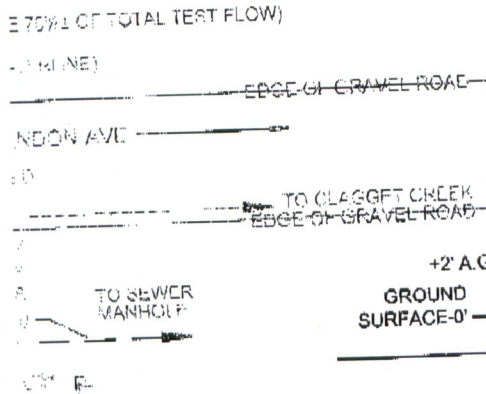 E 70%± OF TOTAL TEST FLOW)
EDGE OF GRAVEL ROAD
NDON AVE
TO CLAGGET CREEK
EDGE OF GRAVEL ROAD
+2' A.G
TO SEWER
MANHOLE
GROUND
SURFACE-0'